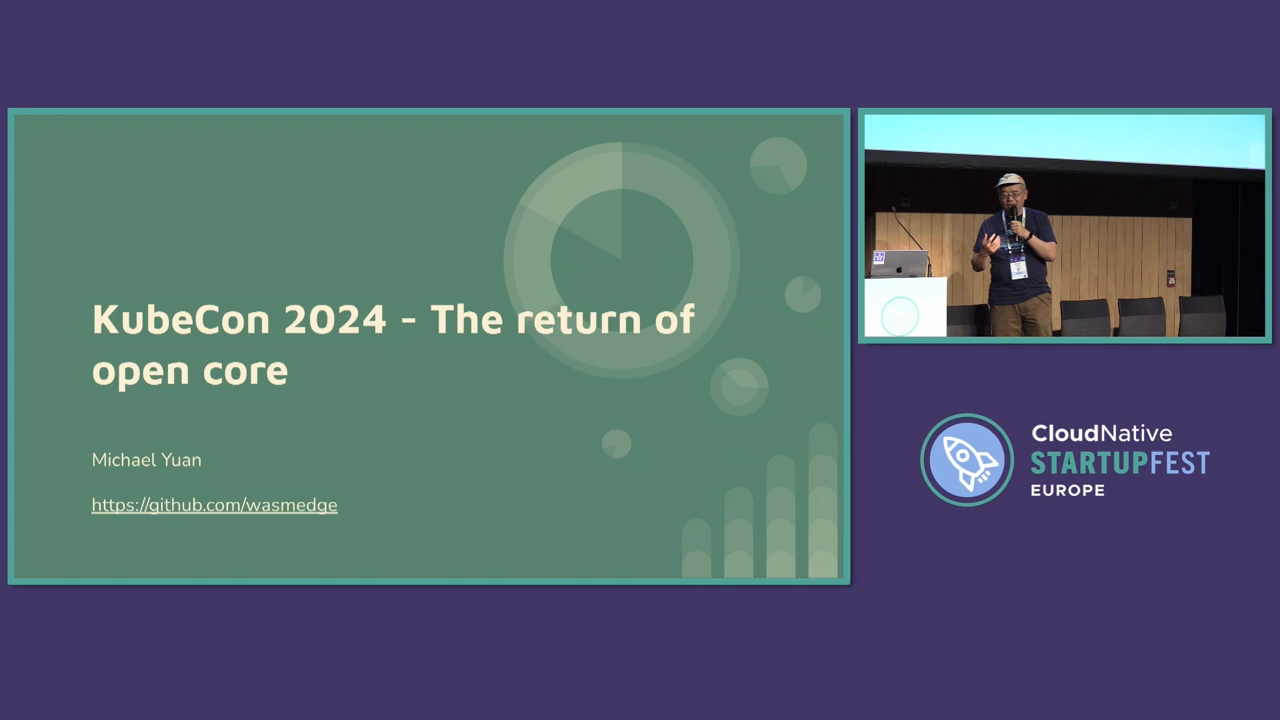 KubeCon 2024 - The return of
open core
Michael Yuan
https://github.com/wasmedge
CloudNative
STARTUPFEST
EUROPE